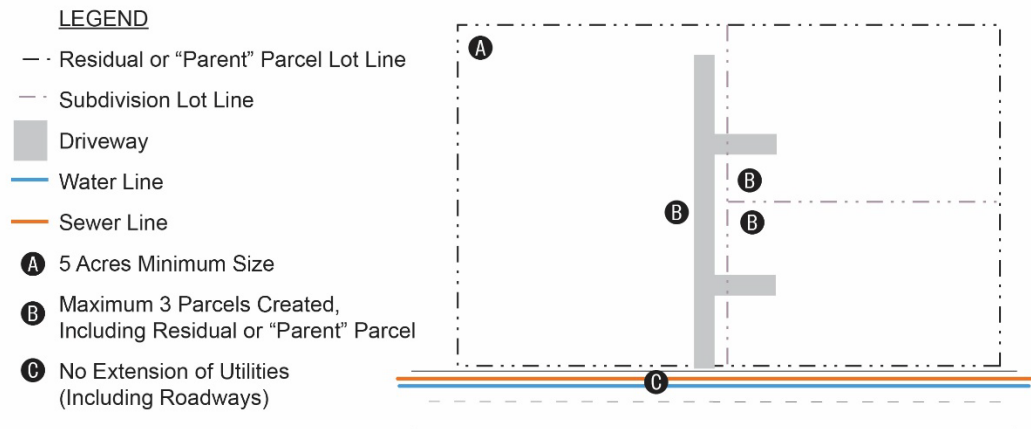 LEGEND
Residual or “Parent” Parcel Lot Line
Subdivision Lot Line
Driveway
Water Line
Sewer Line
A 5 Acres Minimum Size
B Maximum 3 Parcels Created,
Including Residual or “Parent” Parcel
C No Extension of Utilities
(Including Roadways)
A
B
B
B
C